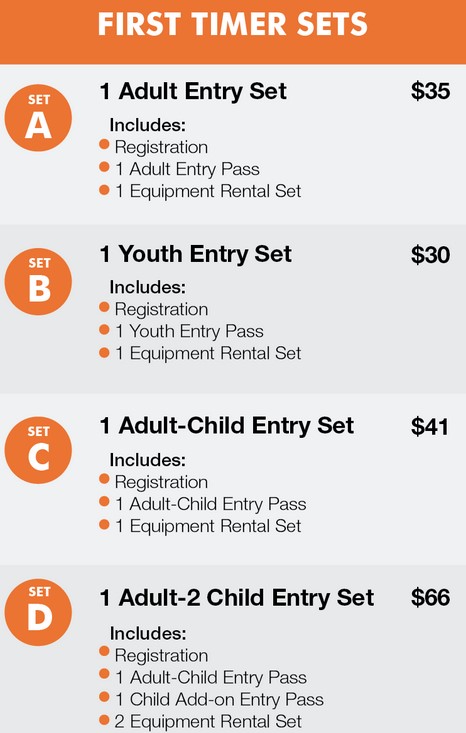 FIRST TIMER SETS
SET
A
1 Adult Entry Set $35
Includes:
Registration
1 Adult Entry Pass
1 Equipment Rental Set
SET
B
1 Youth Entry Set $30
Includes:
Registration
1 Youth Entry Pass
1 Equipment Rental Set
SET
C
1 Adult-Child Entry Set $41
Includes:
Registration
1 Adult-Child Entry Pass
1 Equipment Rental Set
SET
D
1 Adult-2 Child Entry Set $66
Includes:
Registration
1 Adult-Child Entry Pass
1 Child Add-on Entry Pass
2 Equipment Rental Set